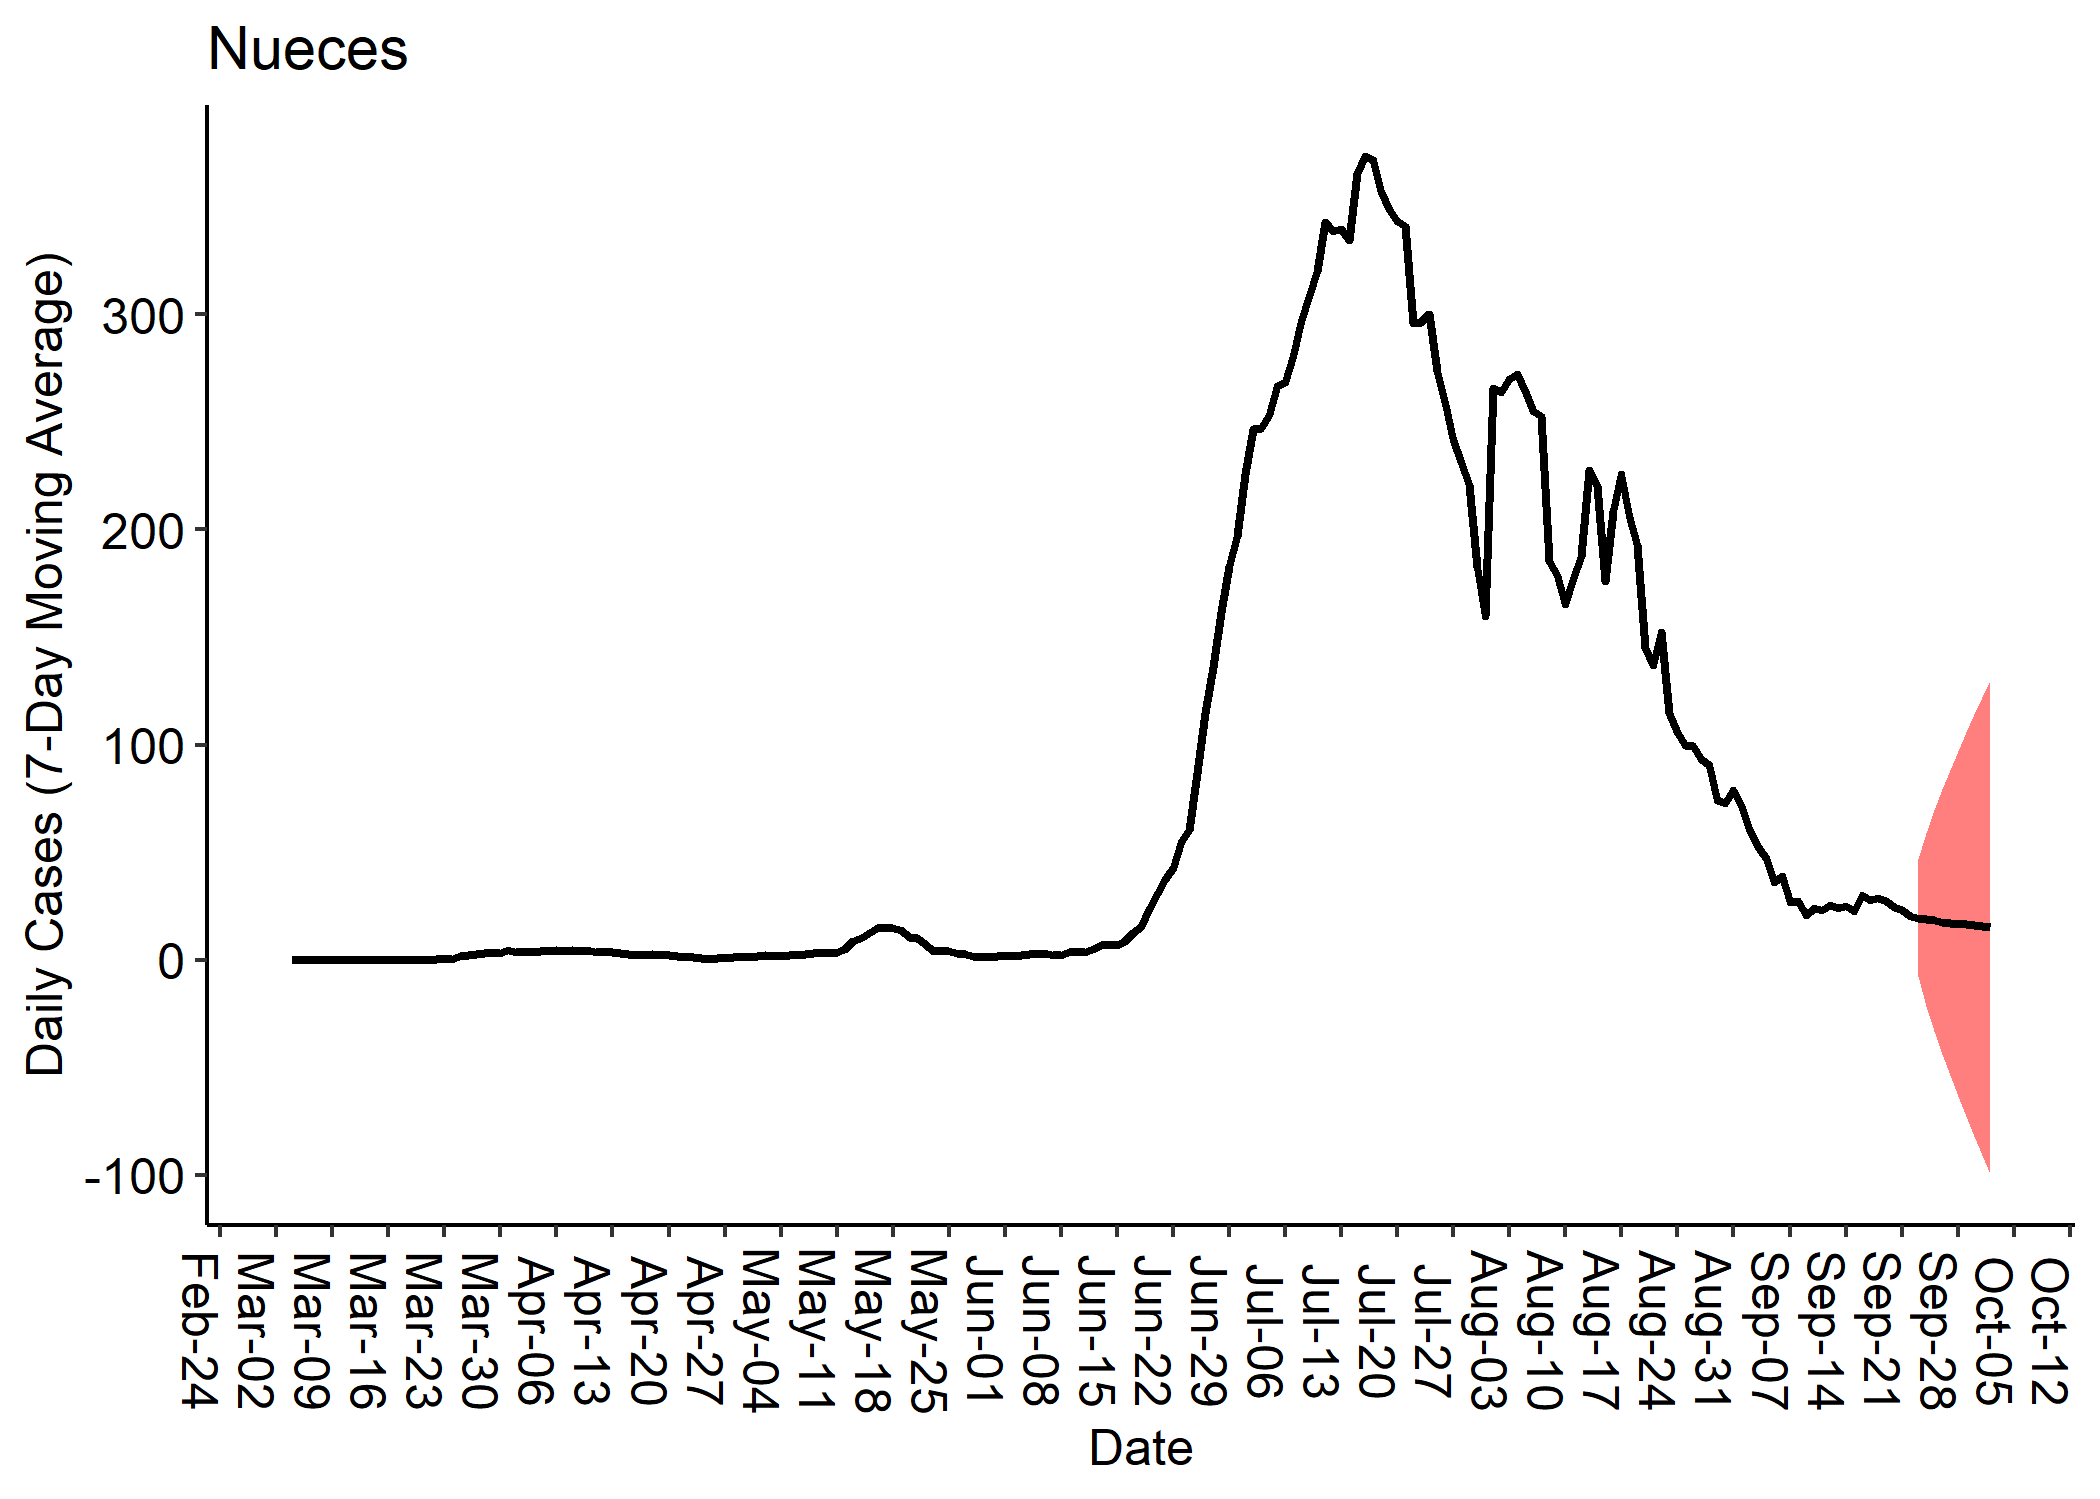 Nueces
Daily Cases (7-Day Moving Average)
300
200
100
0
-100
Feb-24
Mar-02
Mar-09
Mar-16
Mar-23
Mar-30
Apr-06
Apr-13
Apr-20
Apr-27
May-04
May-11
May-18
May-25
Jun-01
Jun-08
Jun-15
Jun-22
Jun-29
Jul-06
Jul-13
Jul-20
Jul-27
Aug-03
Aug-10
Aug-17
Aug-24
Aug-31
Sep-07
Sep-14
Sep-21
Sep-28
Oct-05
Oct-12
Date